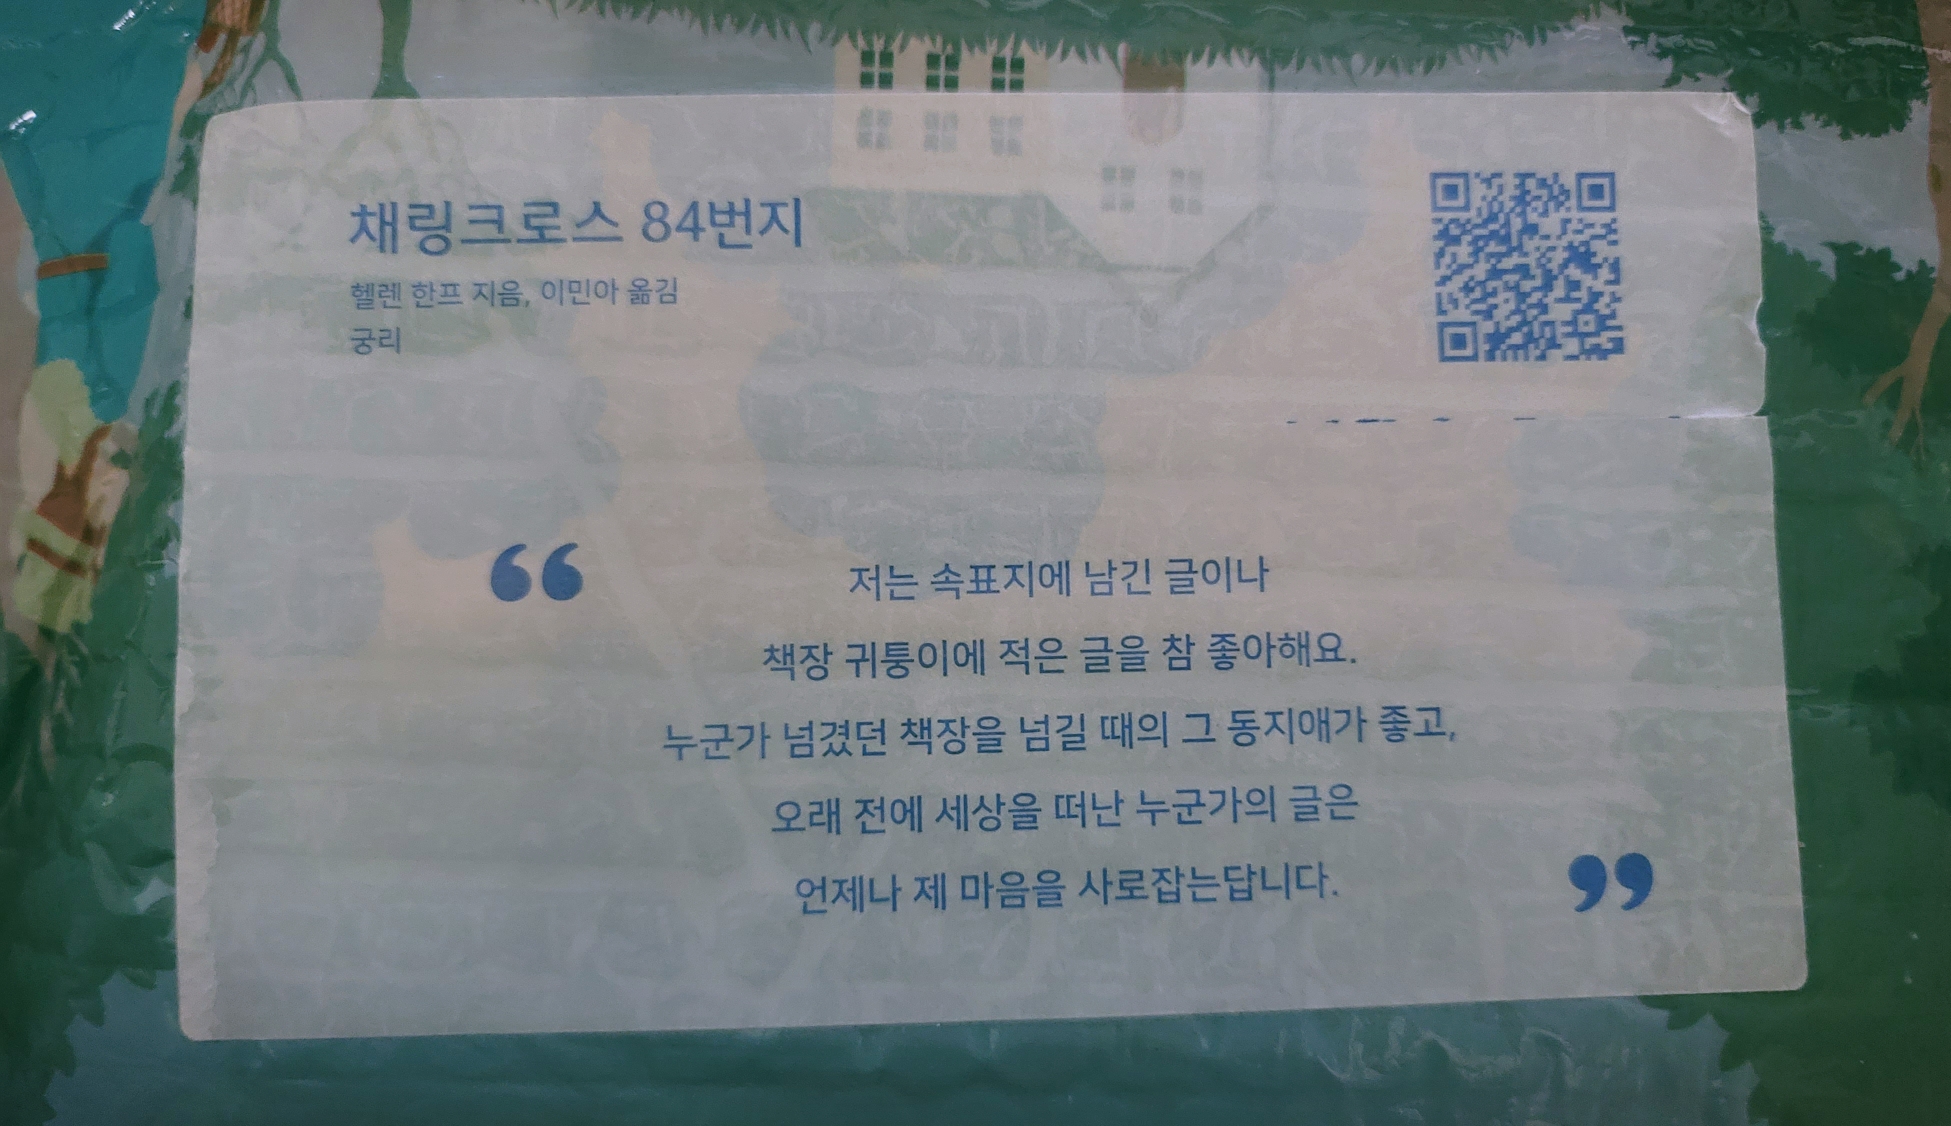 채링크로스 84번지
헬렌 한프 지음, 이민아 옮김
궁리
“
저는 속표지에 남긴 글이나
책장 귀퉁이에 적은 글을 참 좋아해요.
누군가 넘겼던 책장을 넘길 때의 그 동지애가 좋고,
오래 전에 세상을 떠난 누군가의 글은
언제나 제 마음을 사로잡는답니다.
”